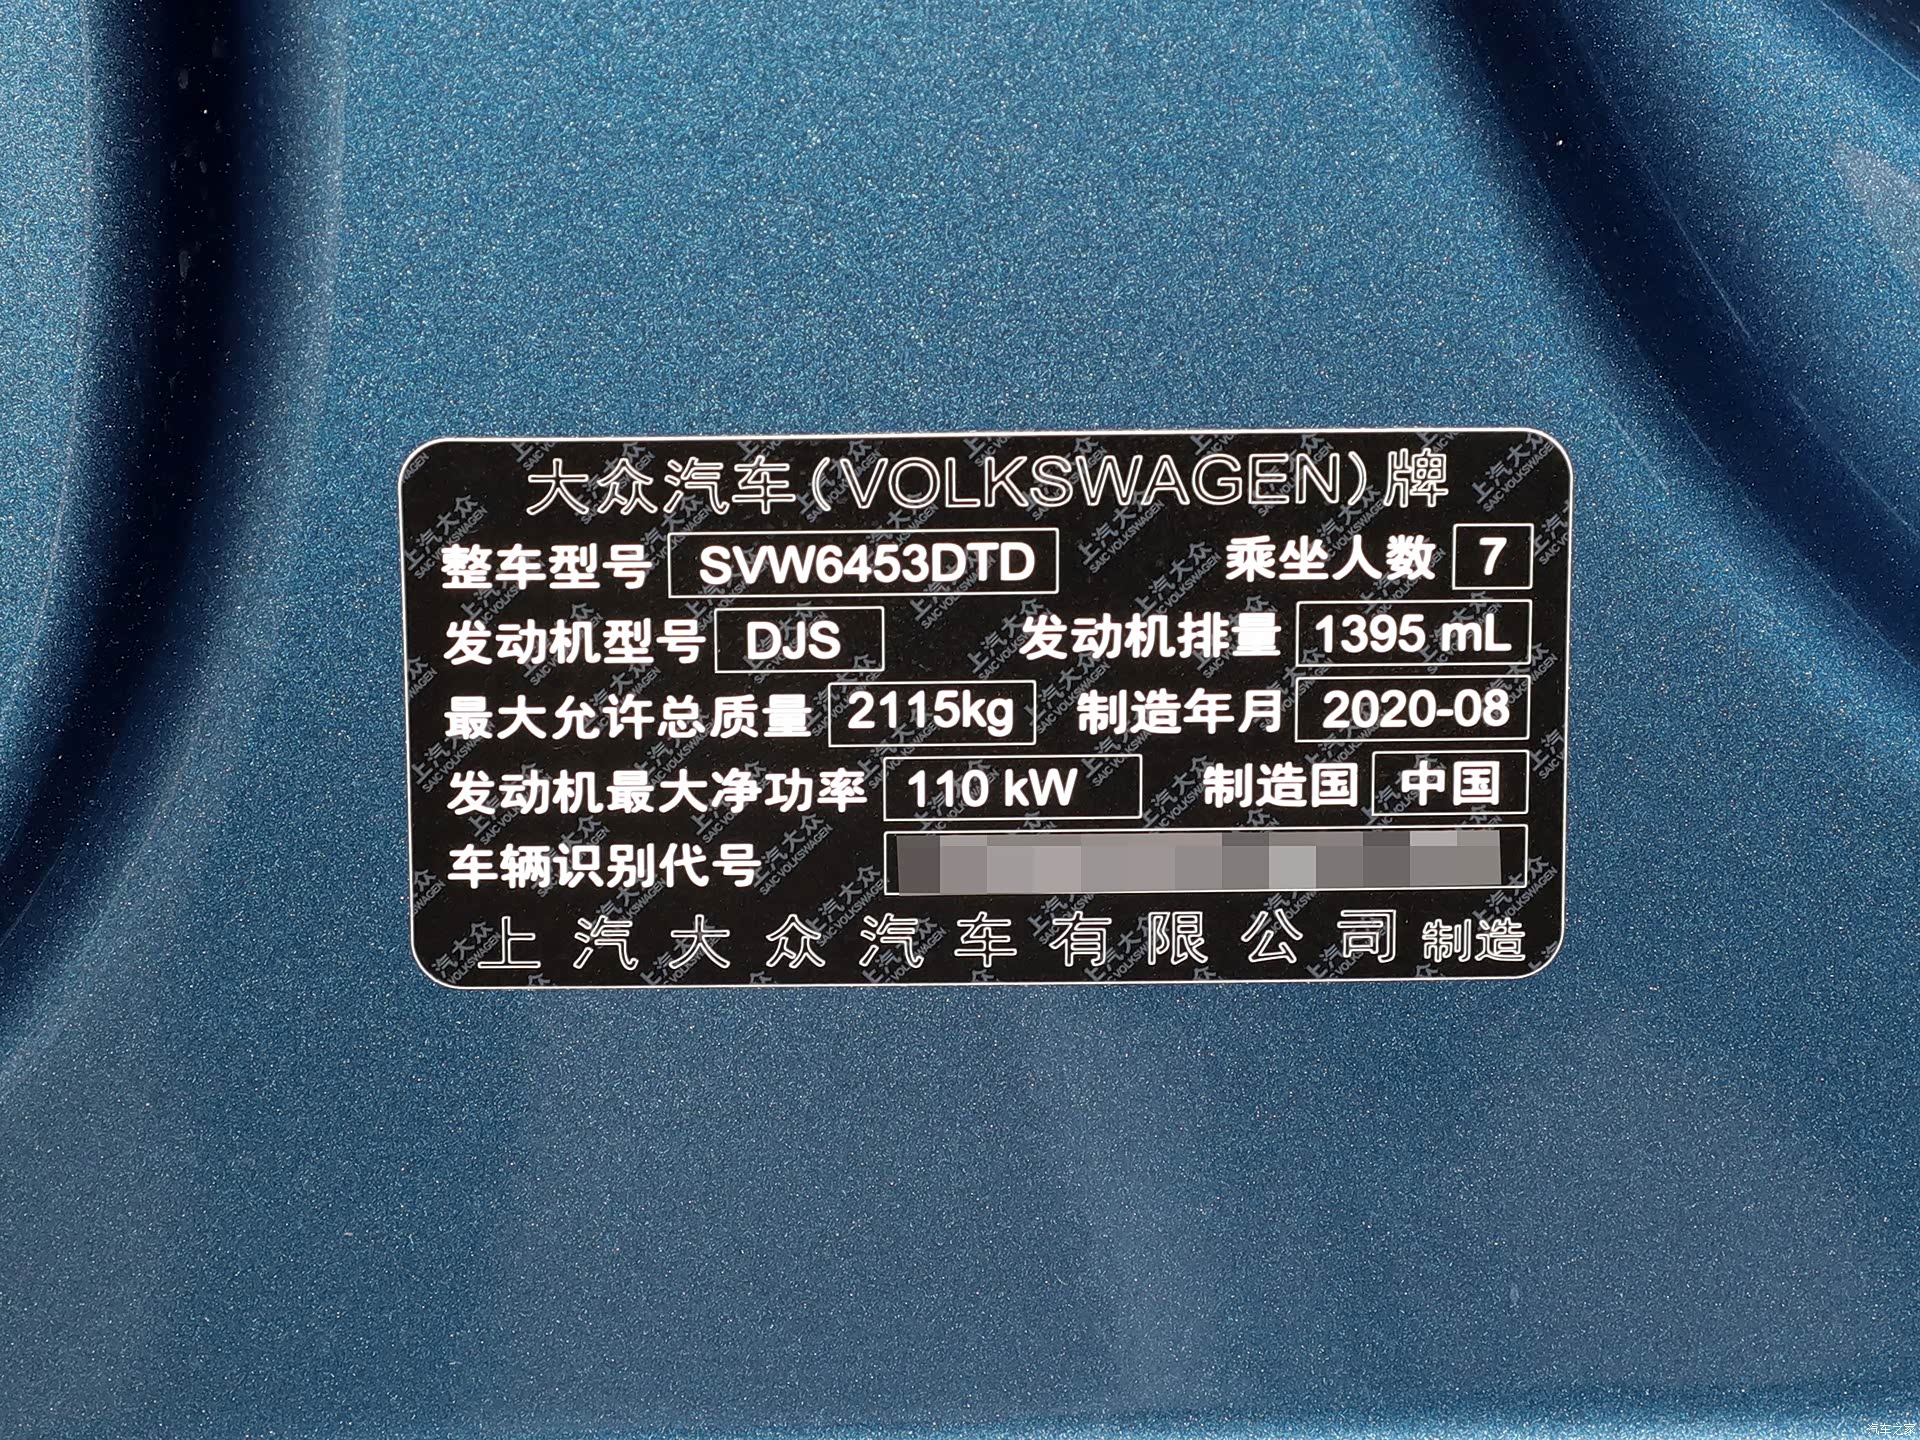 大众汽车(VOLKSWAGEN)牌
整车型号 SVW6453DTD 乘坐人数 7
发动机型号 DJS 发动机排量 1395 mL
最大允许总质量 2115kg 制造年月 2020-08
发动机最大净功率 110 kW 制造国 中国
车辆识别代号
上汽大众汽车有限公司 制造
汽车之家